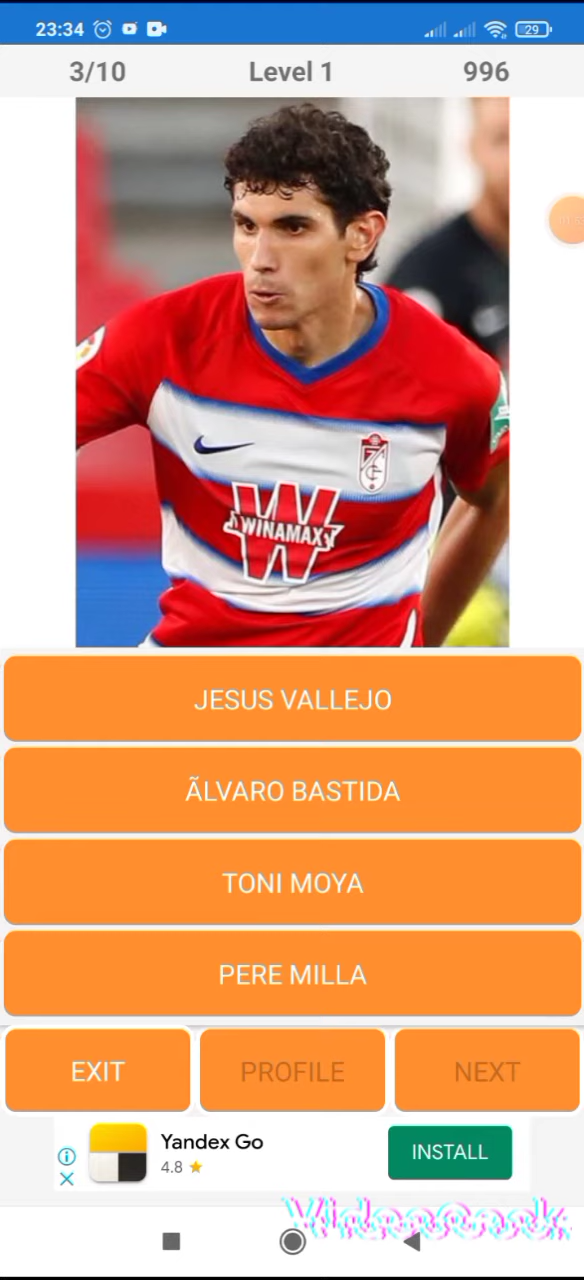 23:34
29
3/10 Level 1 996
WINAMAX
JESUS VALLEJO
ÃLVARO BASTIDA
TONI MOYA
PERE MILLA
EXIT PROFILE NEXT
Yandex Go
4.8
INSTALL